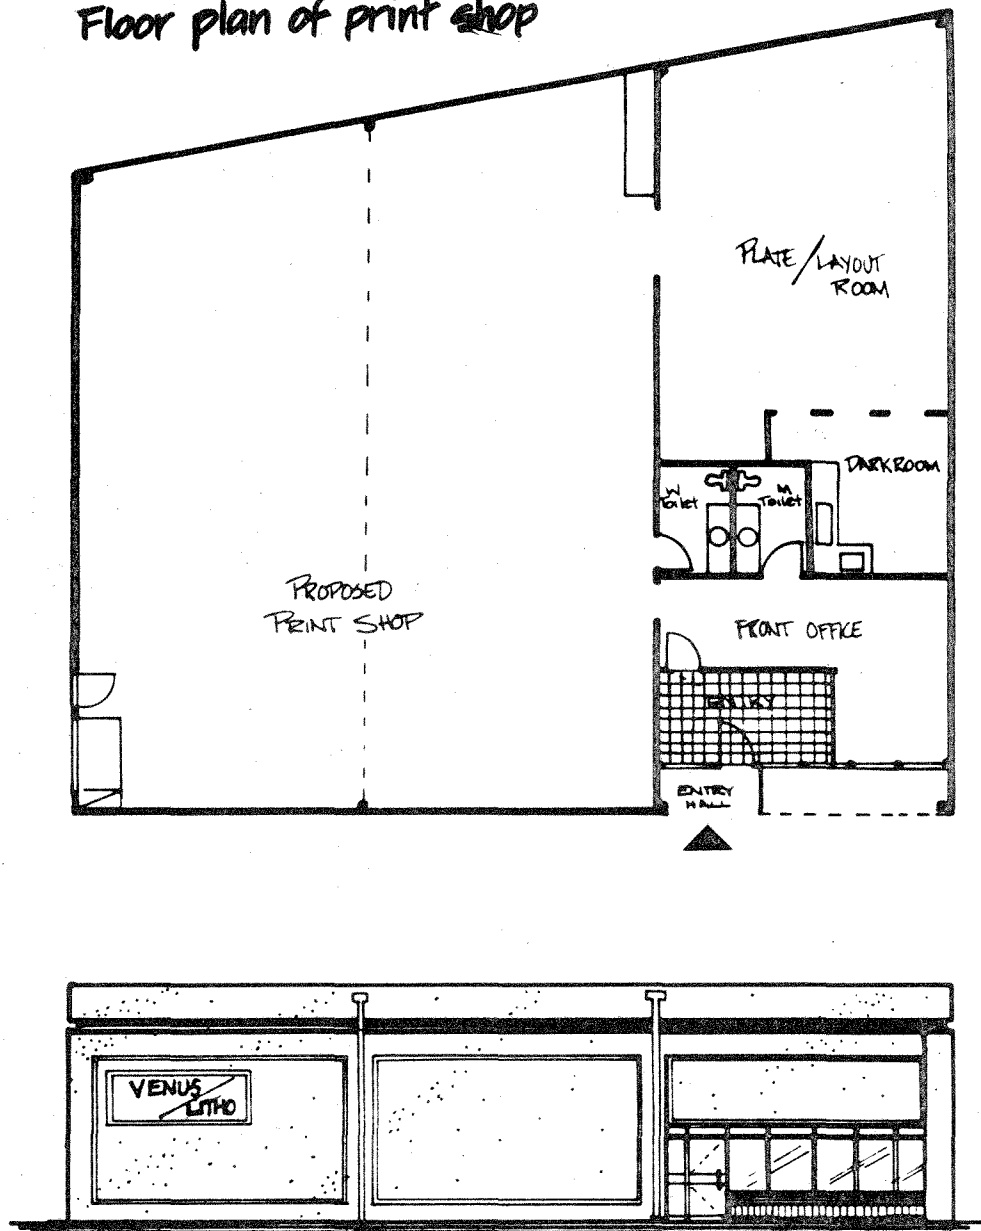 Floor plan of print shop
PLATE/LAYOUT
ROOM
DARKROOM
W
Toilet
M
Toilet
PROPOSED
PRINT SHOP
FRONT OFFICE
ENTRY
ENTRY
HALL
VENUS
LITHO